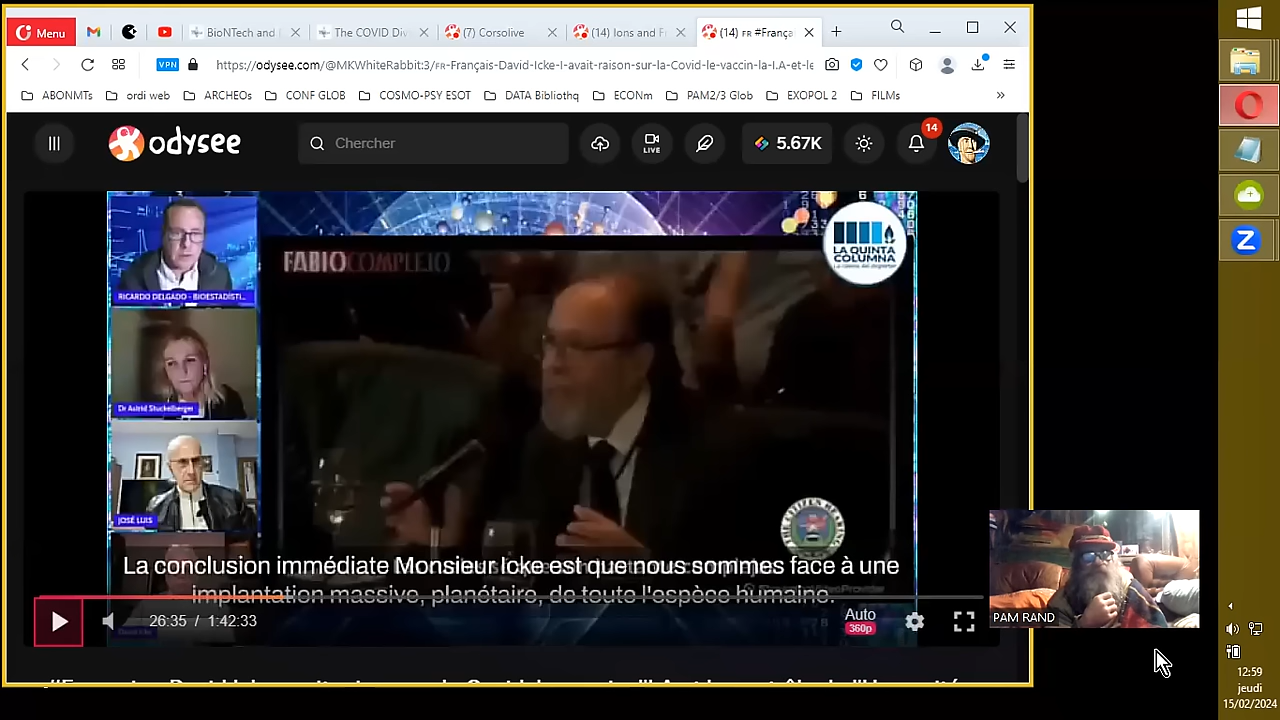 Menu
BioNTech and
The COVID Div
(7) Corsolive
(14) Ions and F
(14) FR #França
VPN
https://odysee.com/@MKWhiteRabbit:3/FR-Français-David-Icke-l-avait-raison-sur-la-Covid-le-vaccin-la-I.A-et-le
ABONMTs
ordi web
ARCHEOs
CONF GLOB
COSMO-PSY ESOT
DATA Bibliothq
ECONm
PAM2/3 Glob
EXOPOL 2
FILMs
»
odysee
Chercher
LIVE
5.67K
14
FABIOCOMPLEJO
LA QUINTA
COLUMNA
RICARDO DELGADO - BIOESTADÍSTI...
Dr Astrid Stuckelberger
JOSÉ LUIS
La conclusion immédiate Monsieur Icke est que nous sommes face à une
implantation massive, planétaire, de toute l'espèce humaine.
26:35 / 1:42:33
Auto
360p
PAM RAND
12:59
jeudi
15/02/2024